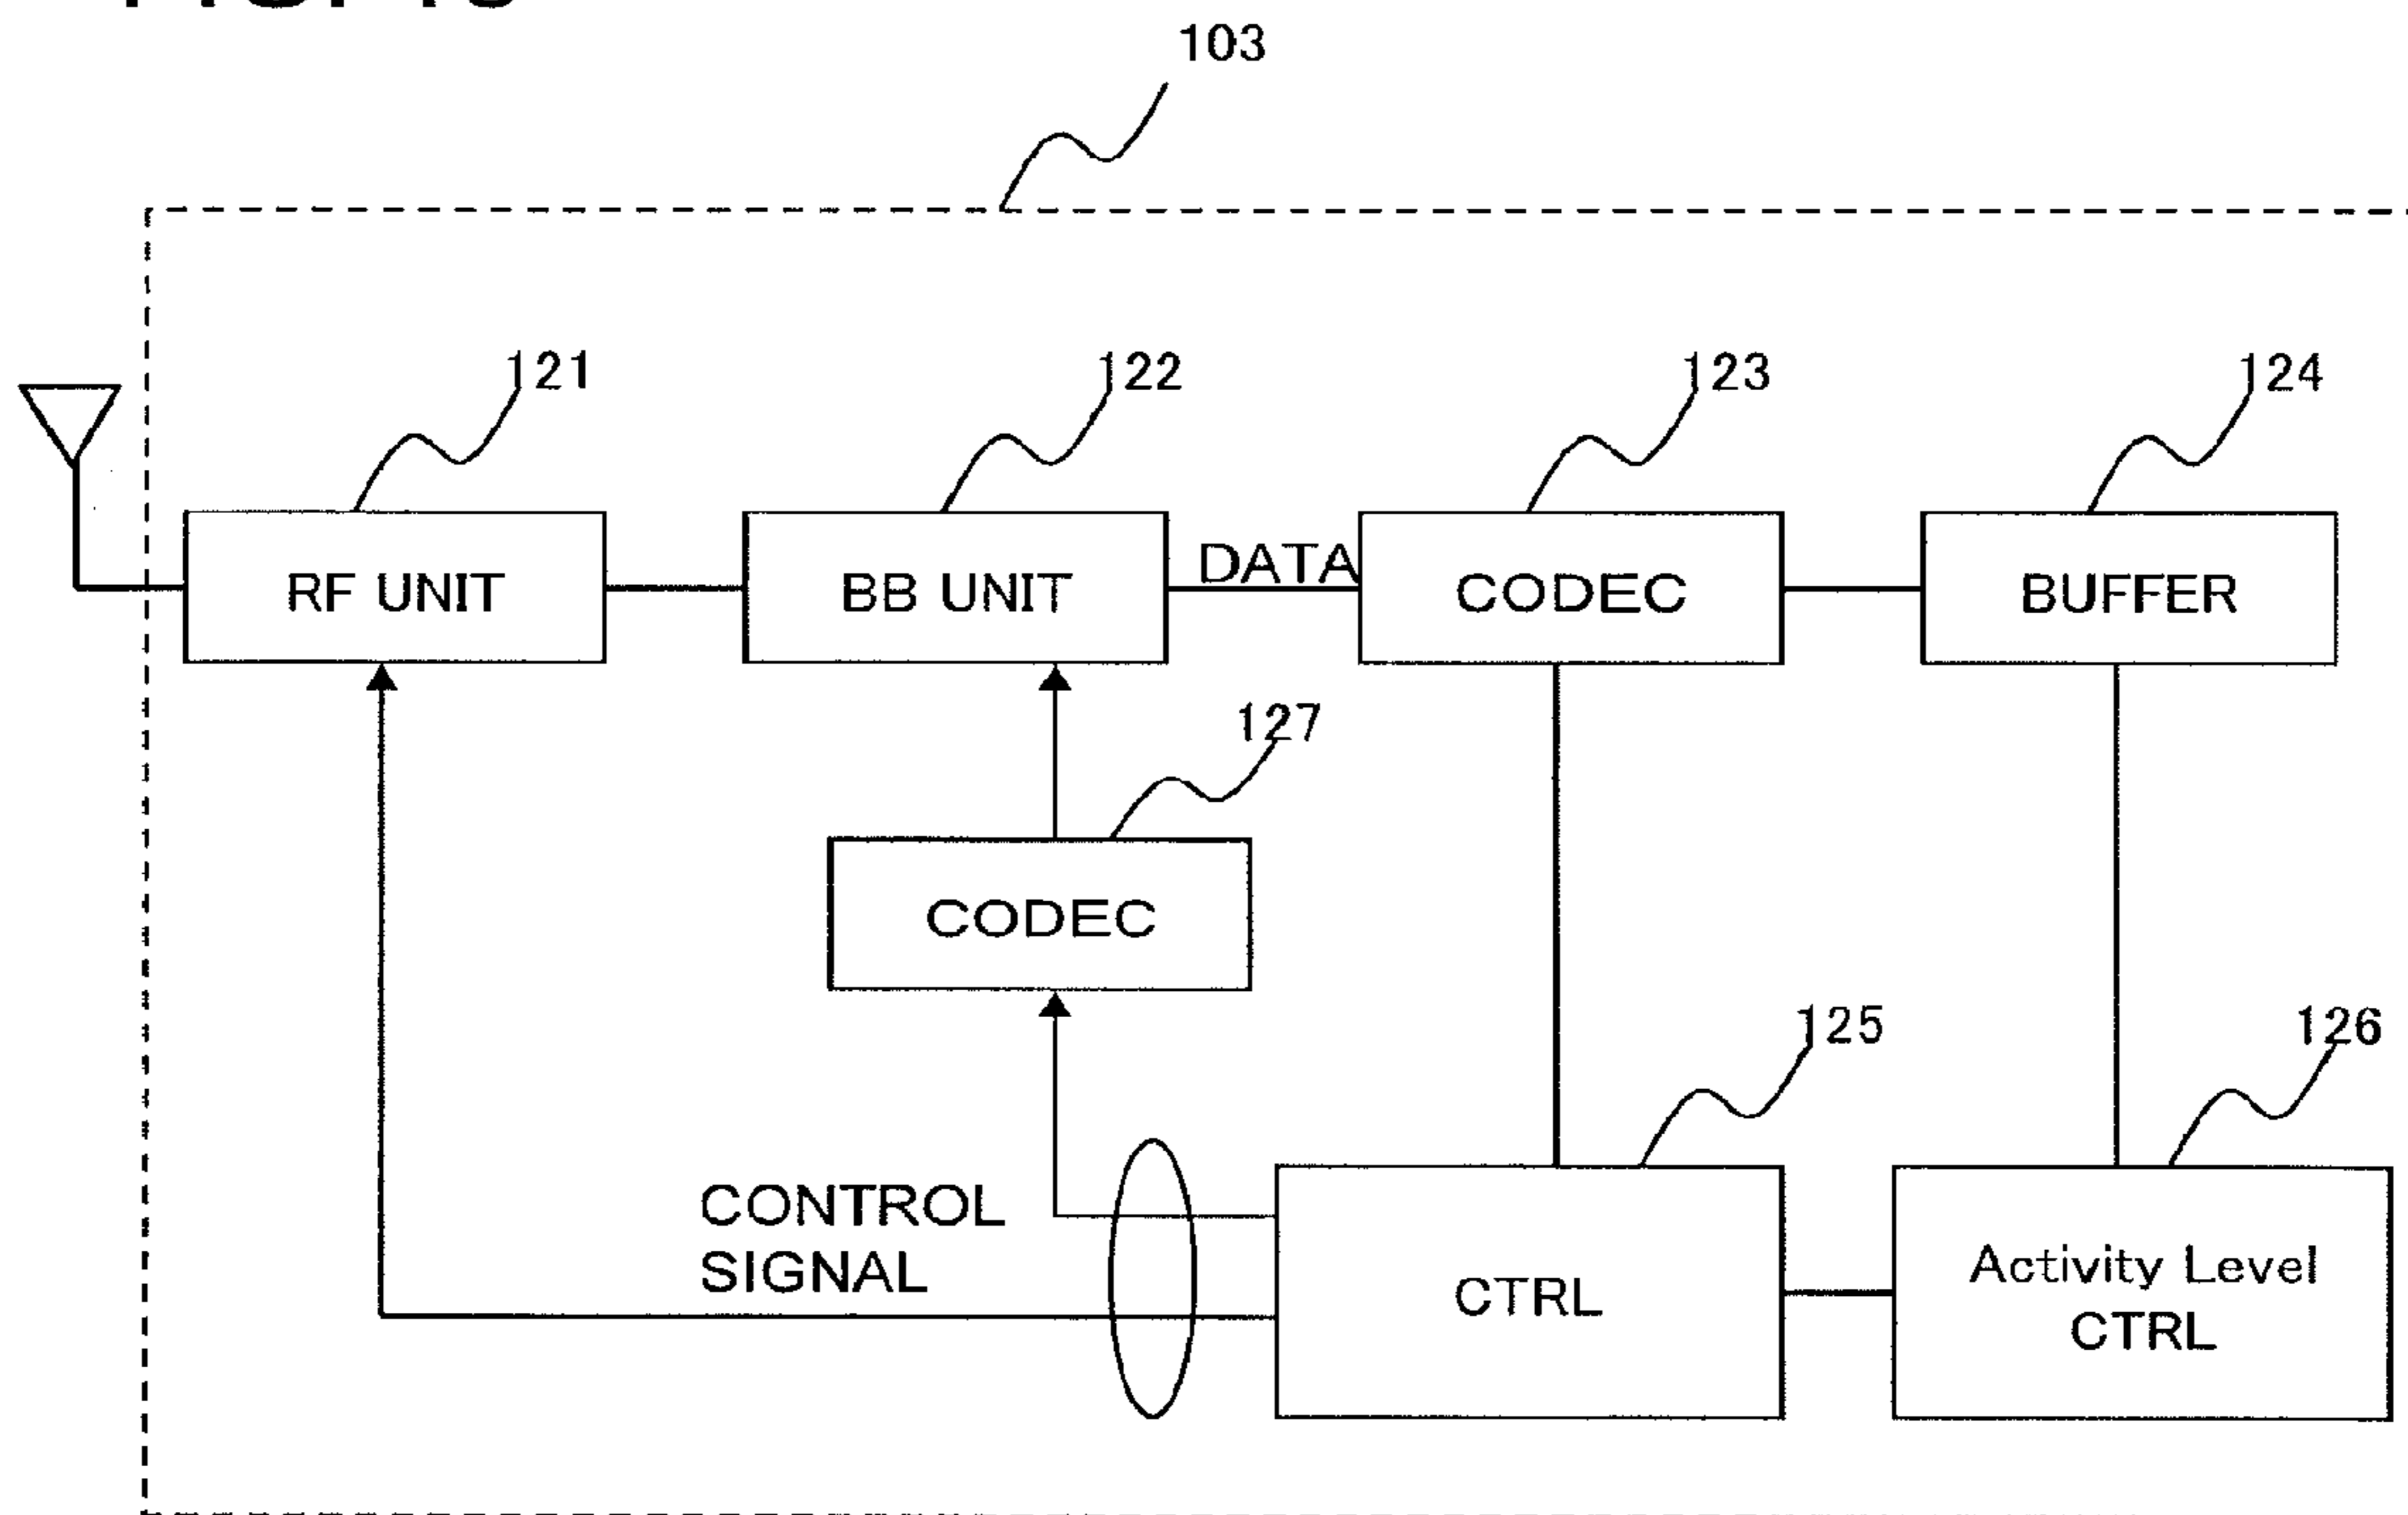 103
121
122
123
124
RF UNIT
BB UNIT
DATA
CODEC
BUFFER
127
CODEC
125
126
CONTROL
SIGNAL
CTRL
Activity Level
CTRL